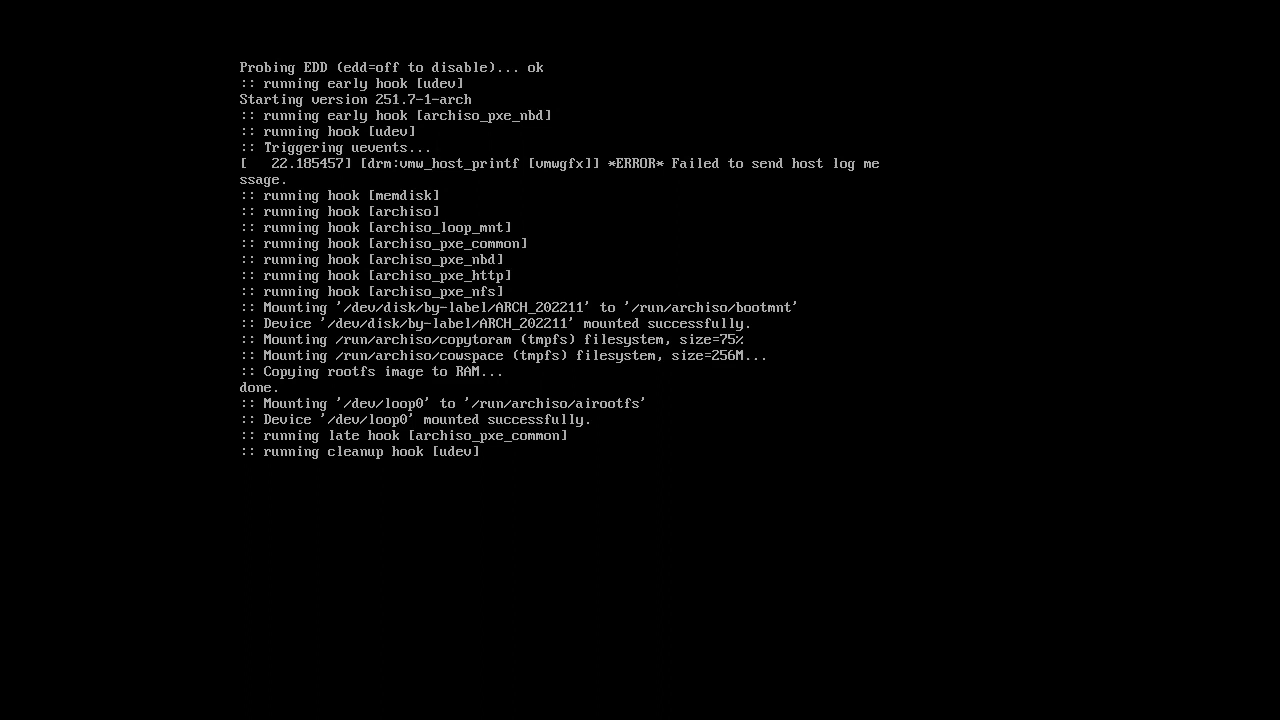 Probing EDD (edd=off to disable)... ok
:: running early hook [udev]
Starting version 251.7-1-arch
:: running early hook [archiso_pxe_nbd]
:: running hook [udev]
:: Triggering uevents...
[   22.185457] [drm:vmw_host_printf [vmwgfx]] *ERROR* Failed to send host log me
ssage.
:: running hook [memdisk]
:: running hook [archiso]
:: running hook [archiso_loop_mnt]
:: running hook [archiso_pxe_common]
:: running hook [archiso_pxe_nbd]
:: running hook [archiso_pxe_http]
:: running hook [archiso_pxe_nfs]
:: Mounting '/dev/disk/by-label/ARCH_202211' to '/run/archiso/bootmnt'
:: Device '/dev/disk/by-label/ARCH_202211' mounted successfully.
:: Mounting /run/archiso/copytoram (tmpfs) filesystem, size=75%
:: Mounting /run/archiso/cowspace (tmpfs) filesystem, size=256M...
:: Copying rootfs image to RAM...
done.
:: Mounting '/dev/loop0' to '/run/archiso/airootfs'
:: Device '/dev/loop0' mounted successfully.
:: running late hook [archiso_pxe_common]
:: running cleanup hook [udev]